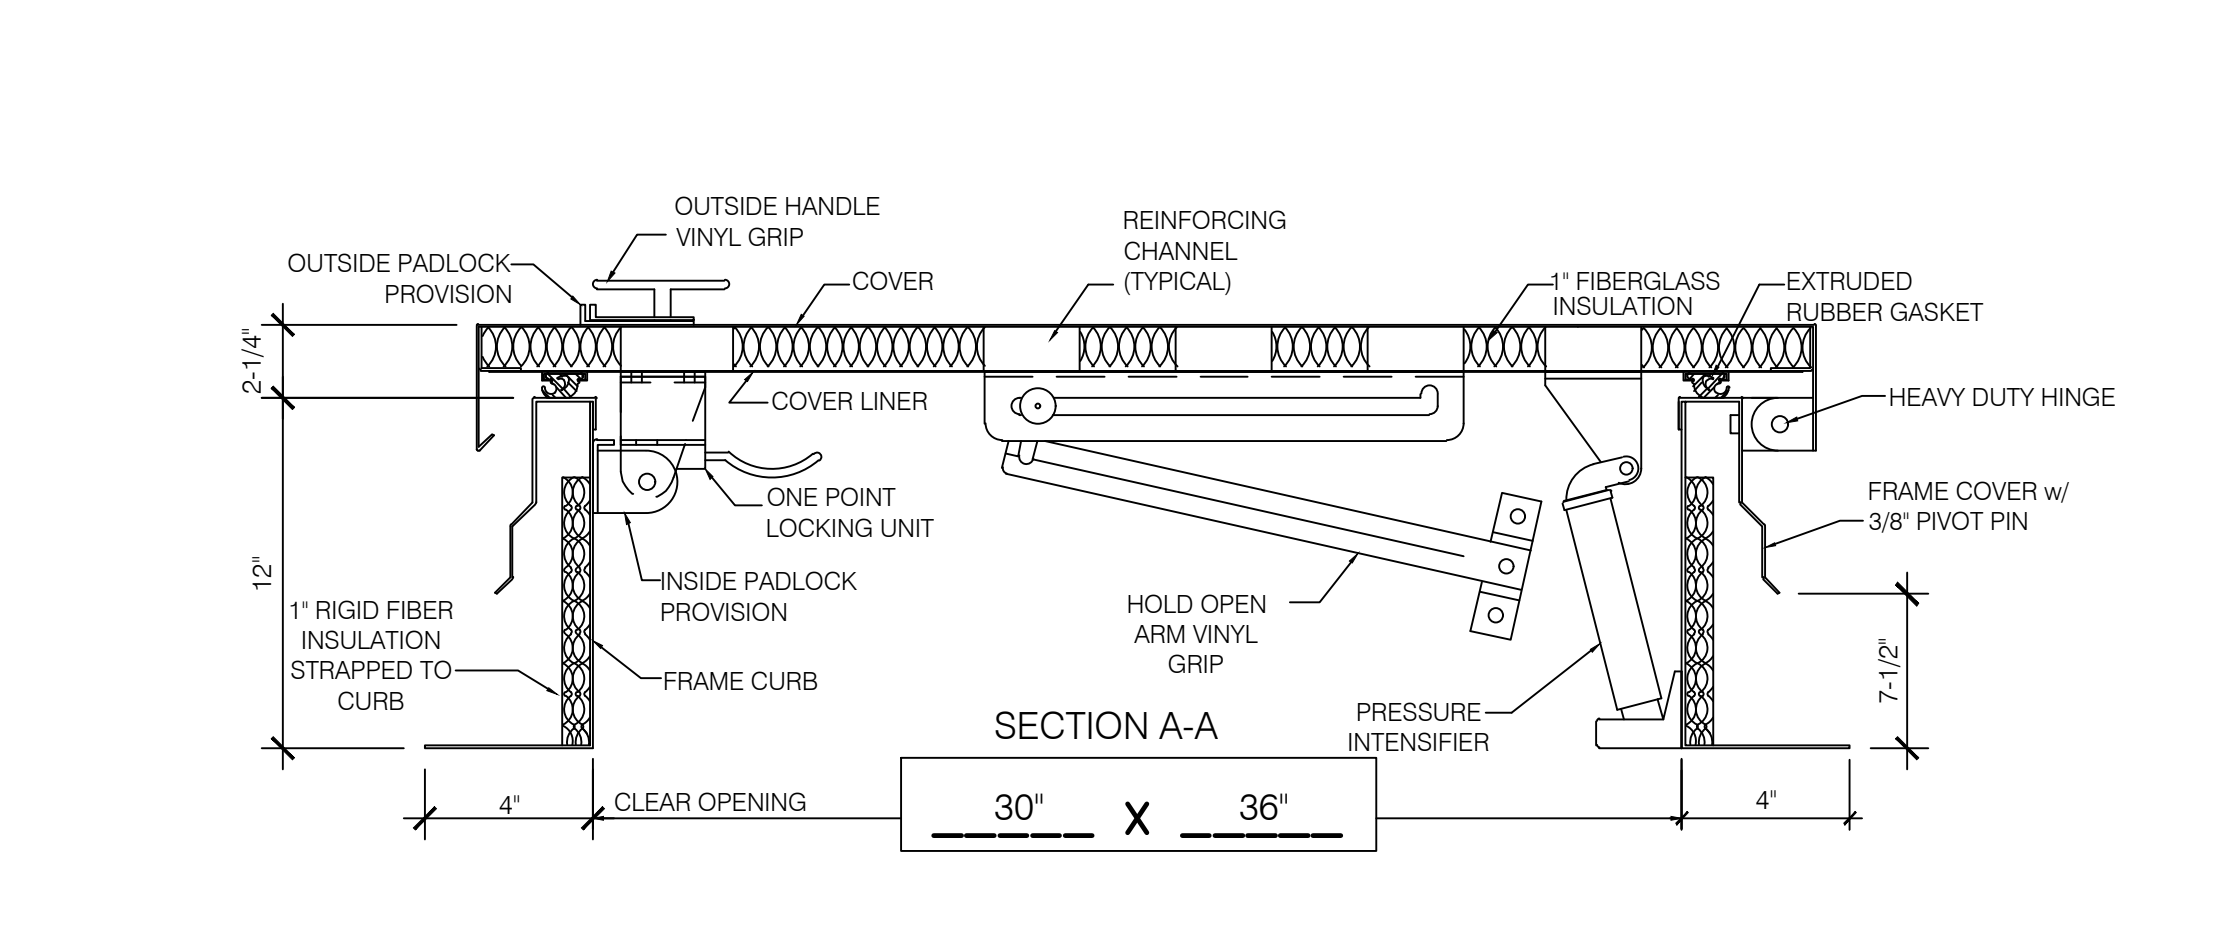 OUTSIDE HANDLE
VINYL GRIP
OUTSIDE PADLOCK
PROVISION
COVER
REINFORCING
CHANNEL
(TYPICAL)
1" FIBERGLASS
INSULATION
EXTRUDED
RUBBER GASKET
2-1/4"
COVER LINER
HEAVY DUTY HINGE
ONE POINT
LOCKING UNIT
FRAME COVER w/
3/8" PIVOT PIN
12"
INSIDE PADLOCK
PROVISION
1" RIGID FIBER
INSULATION
STRAPPED TO
CURB
HOLD OPEN
ARM VINYL
GRIP
FRAME CURB
7-1/2"
PRESSURE
INTENSIFIER
SECTION A-A
4"
CLEAR OPENING
30" X 36"
4"